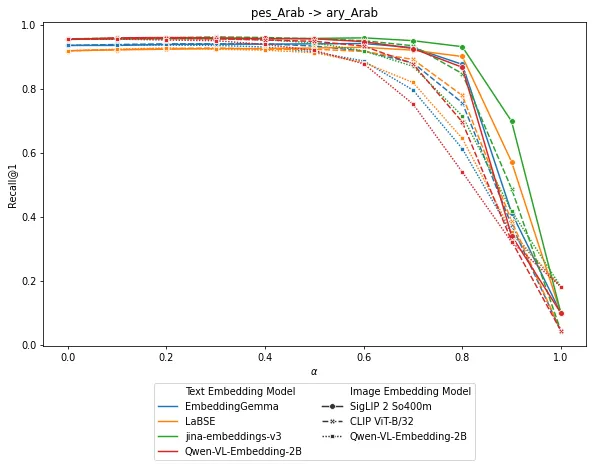 pes_Arab -> ary_Arab
1.0
0.8
0.6
0.4
0.2
0.0
Recall@1
0.0 0.2 0.4 0.6 0.8 1.0
α
Text Embedding Model
EmbeddingGemma
LaBSE
jina-embeddings-v3
Qwen-VL-Embedding-2B
Image Embedding Model
SigLIP 2 So400m
CLIP ViT-B/32
Qwen-VL-Embedding-2B